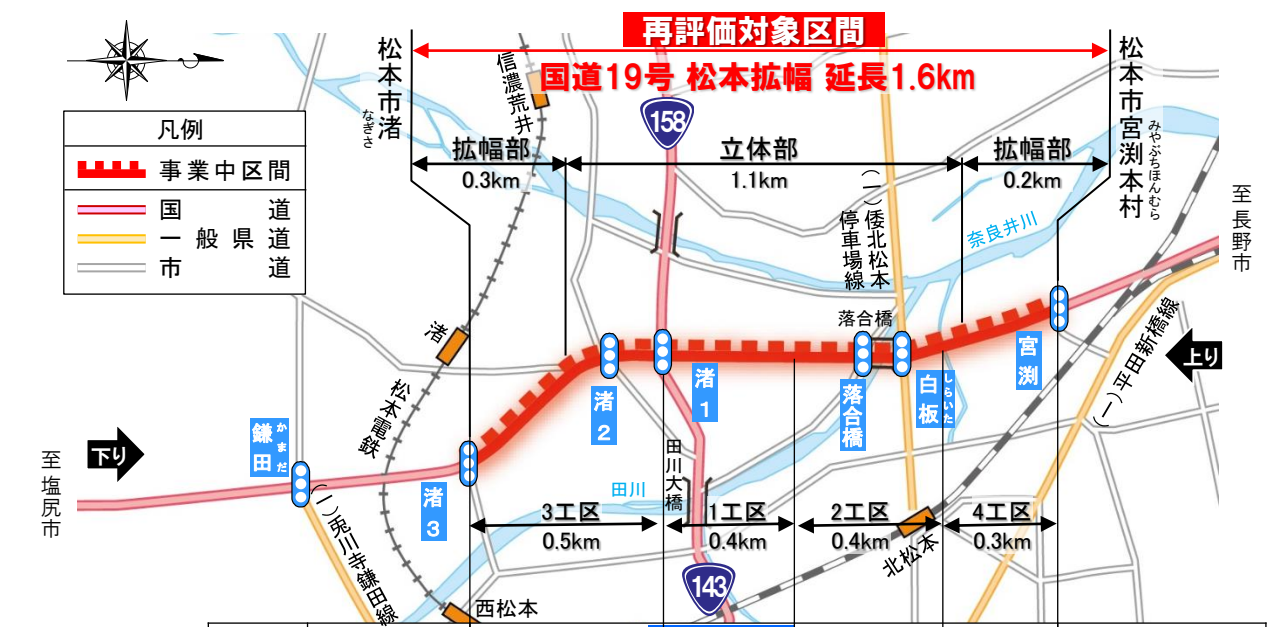 再評価対象区間
国道19号 松本拡幅 延長1.6km
松本市渚
なぎさ
松本市宮渕本村
みやぶちほんむら
凡例
事業中区間
国道
一般県道
市道
信濃荒井
158
拡幅部
0.3km
立体部
1.1km
拡幅部
0.2km
(一)倭北松本
停車場線
奈良井川
至長野市
落合橋
渚
松本電鉄
渚2
渚1
落合橋
白板
しらいた
宮渕
(一)平田新橋線
上り
至塩尻市
下り
鎌田
かまだ
渚3
(一)兎川寺鎌田線
田川
田川大橋
3工区
0.5km
1工区
0.4km
2工区
0.4km
4工区
0.3km
北松本
143
西松本